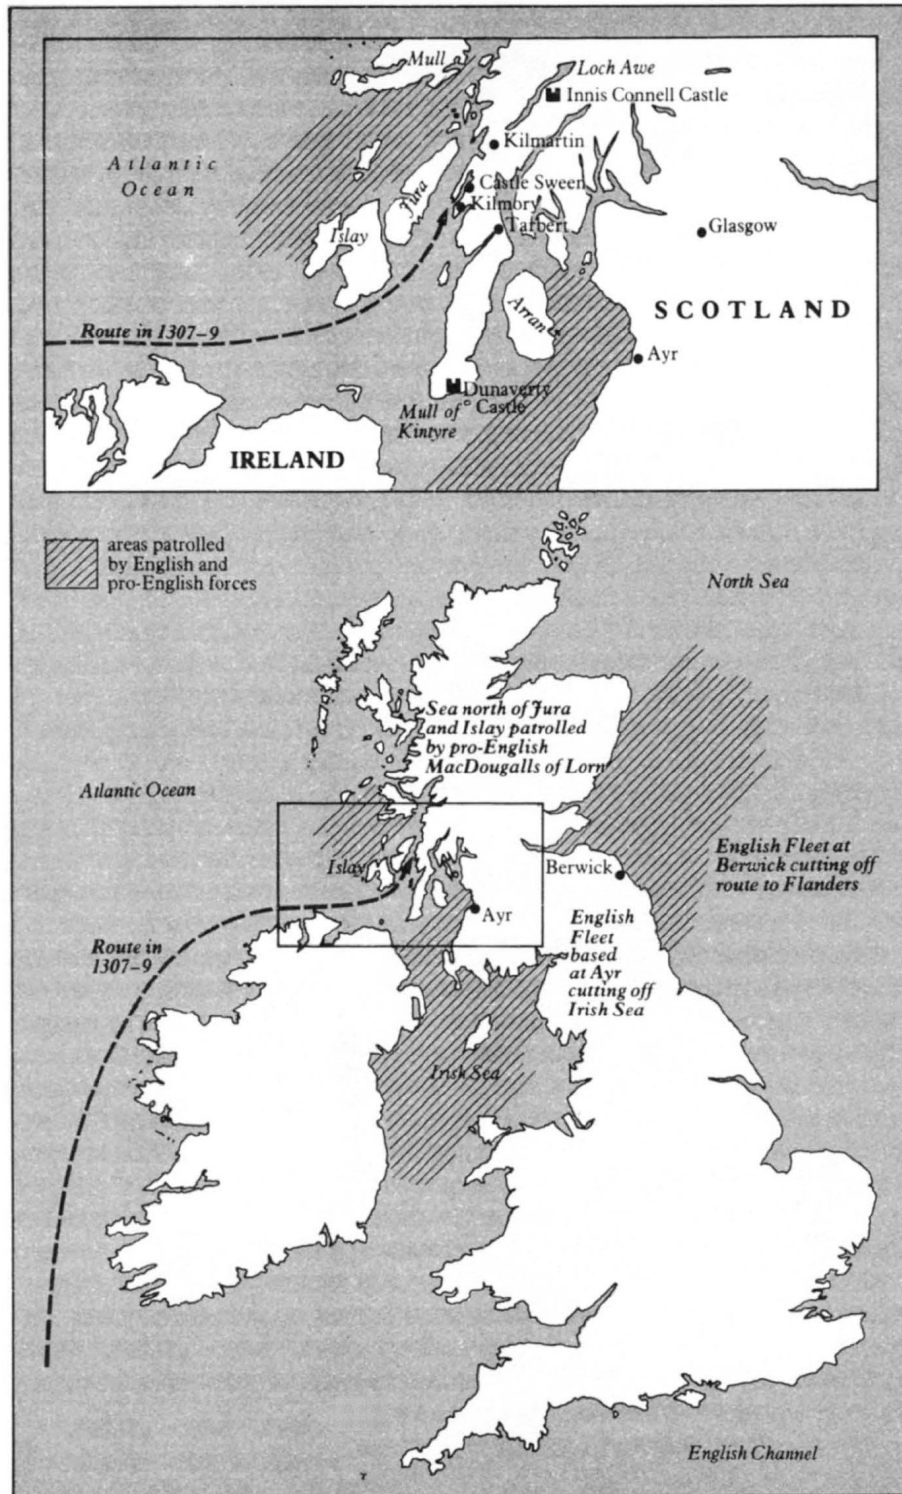 Mull
Loch Awe
Innis Connell Castle
Kilmartin
Atlantic
Ocean
Castle Sween
Jura
Kilmory
Islay
Tarbert
Glasgow
Arran
SCOTLAND
Route in 1307–9
Ayr
Dunaverty
Castle
Mull of
Kintyre
IRELAND
areas patrolled
by English and
pro-English forces
North Sea
Sea north of Jura
and Islay patrolled
by pro-English
MacDougalls of Lorn
Atlantic Ocean
English Fleet at
Berwick cutting off
route to Flanders
Islay
Berwick
Ayr
English
Fleet
based
at Ayr
cutting off
Irish Sea
Route in
1307–9
Irish Sea
English Channel